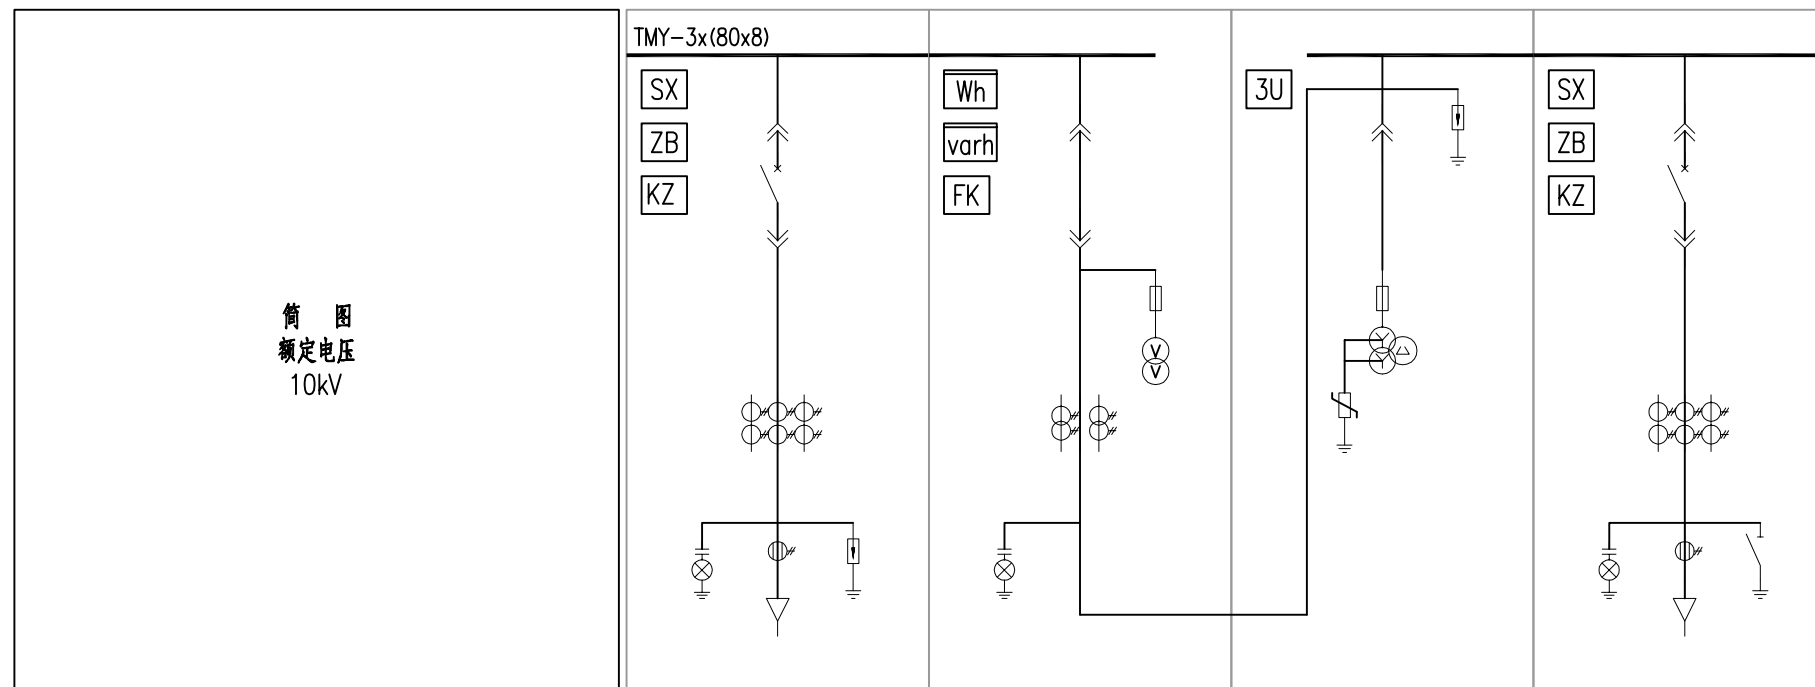 简 图
额定电压
10kV
TMY-3x(80x8)
SX
ZB
KZ
Wh
varh
FK
V
V
3U
SX
ZB
KZ